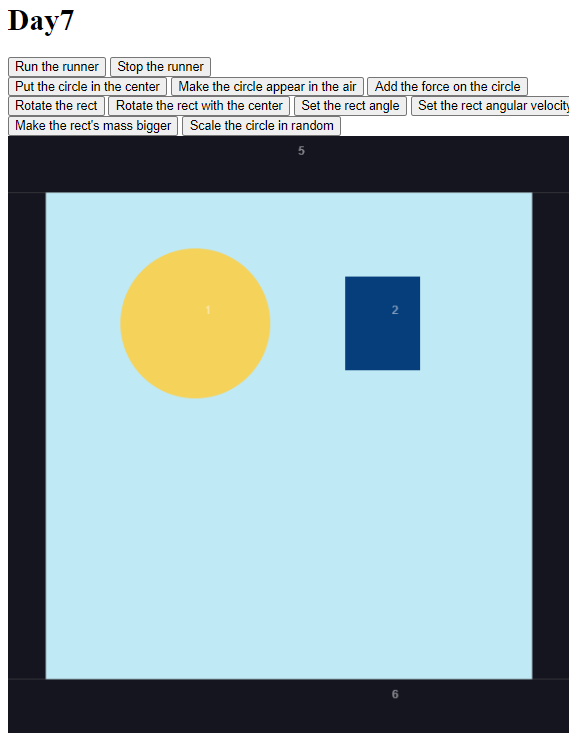 Day7
Run the runner Stop the runner
Put the circle in the center Make the circle appear in the air Add the force on the circle
Rotate the rect Rotate the rect with the center Set the rect angle Set the rect angular velocity
Make the rect's mass bigger Scale the circle in random
5
1 2
6